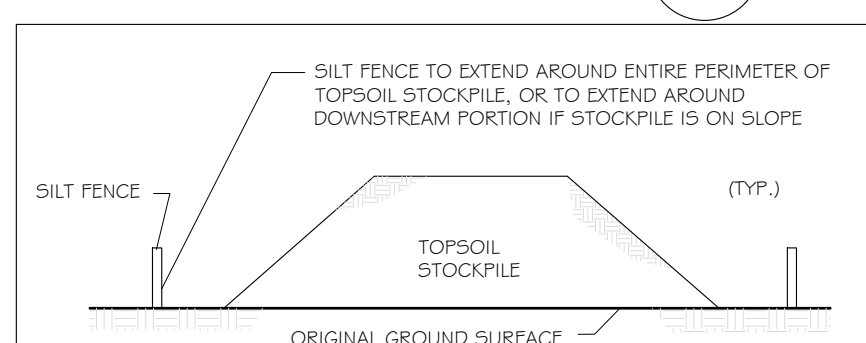 SILT FENCE TO EXTEND AROUND ENTIRE PERIMETER OF
TOPSOIL STOCKPILE, OR TO EXTEND AROUND
DOWNSTREAM PORTION IF STOCKPILE IS ON SLOPE
SILT FENCE
(TYP.)
TOPSOIL
STOCKPILE
ORIGINAL GROUND SURFACE